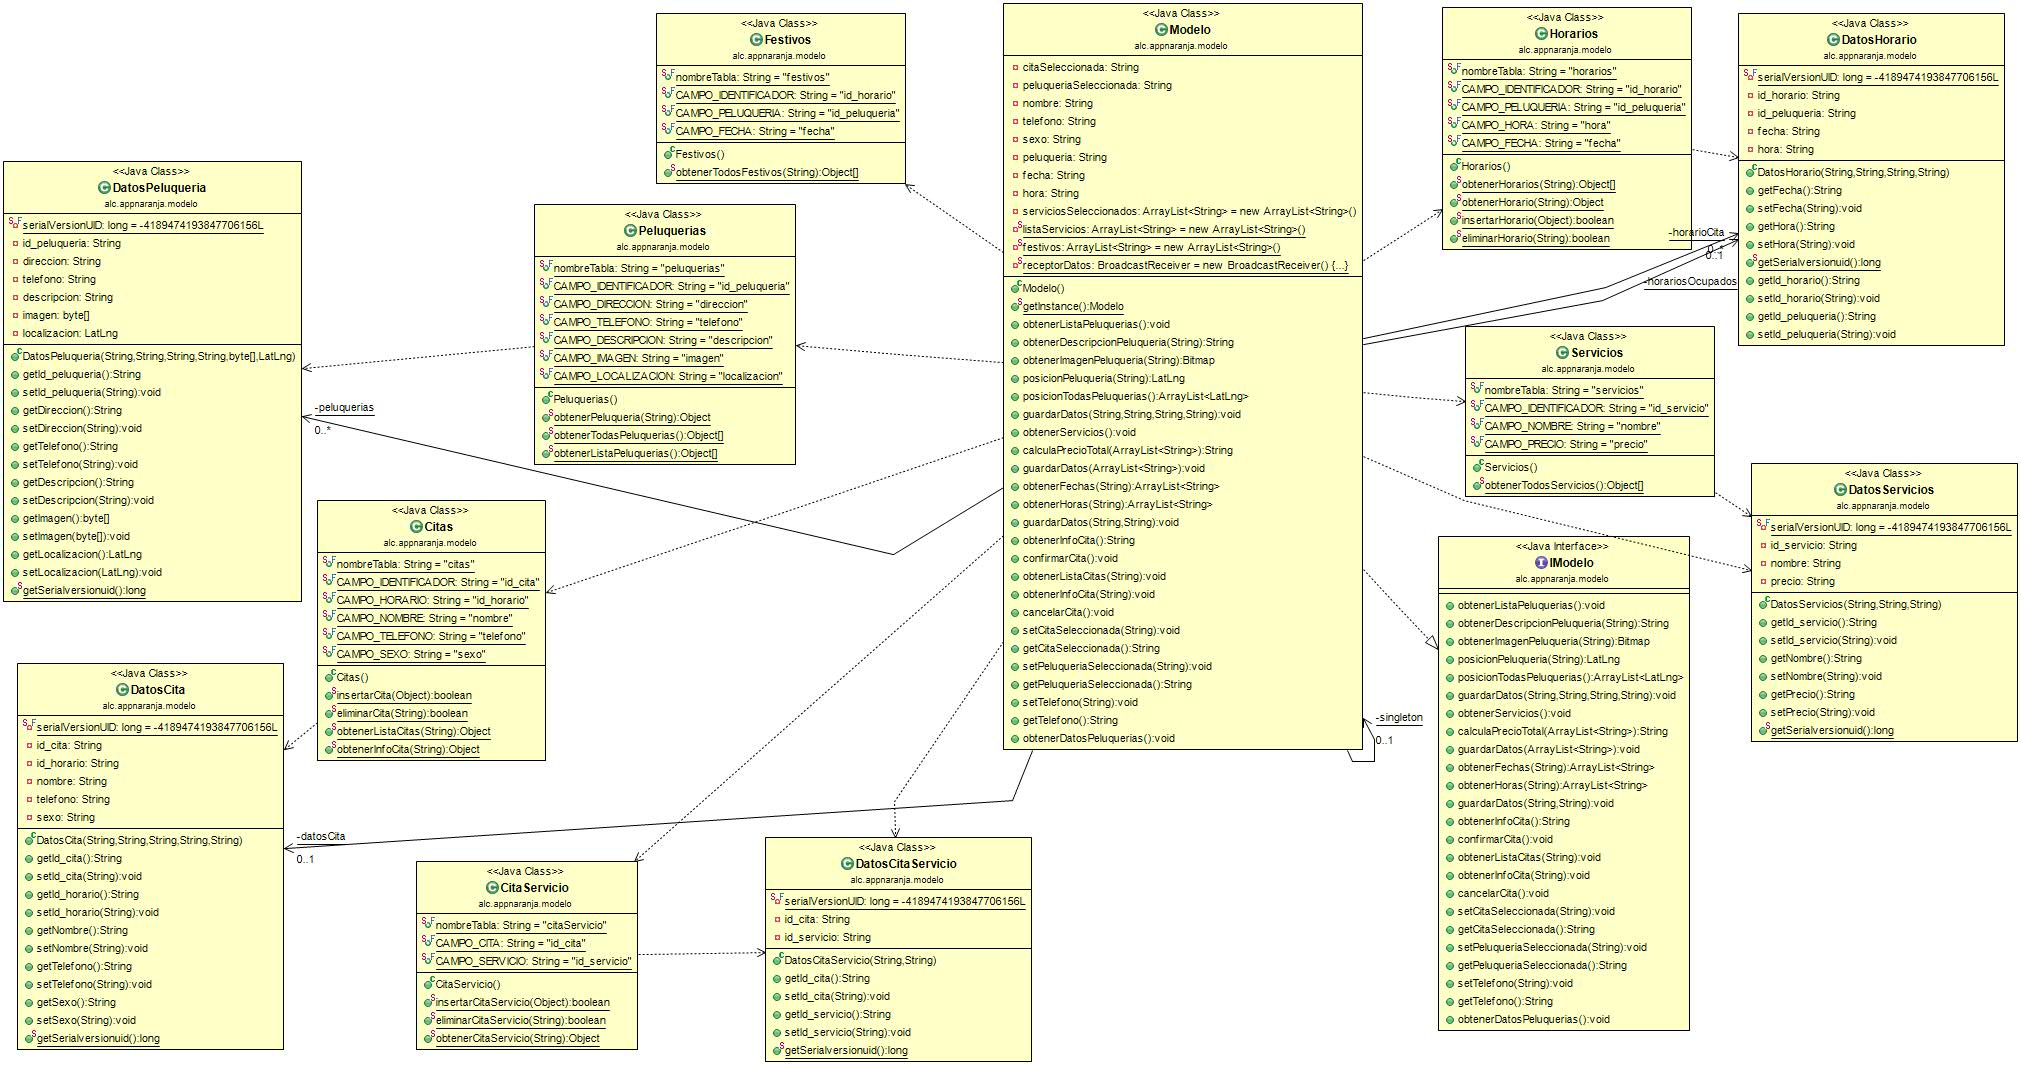 <<Java Class>>
Festivos
alc.appnaranja.modelo
nombreTabla: String = "festivos"
CAMPO_IDENTIFICADOR: String = "id_horario"
CAMPO_PELUQUERIA: String = "id_peluqueria"
CAMPO_FECHA: String = "fecha"
Festivos()
obtenerTodosFestivos(String):Object[]
<<Java Class>>
Modelo
alc.appnaranja.modelo
citaSeleccionada: String
peluqueriaSeleccionada: String
nombre: String
telefono: String
sexo: String
peluqueria: String
fecha: String
hora: String
serviciosSeleccionados: ArrayList<String> = new ArrayList<String>()
listaServicios: ArrayList<String> = new ArrayList<String>()
festivos: ArrayList<String> = new ArrayList<String>()
receptorDatos: BroadcastReceiver = new BroadcastReceiver() {...}
Modelo()
getInstance():Modelo
obtenerListaPeluquerias():void
obtenerDescripcionPeluqueria(String):String
obtenerImagenPeluqueria(String):Bitmap
posicionPeluqueria(String):LatLng
posicionTodasPeluquerias():ArrayList<LatLng>
guardarDatos(String,String,String,String):void
obtenerServicios():void
calculaPrecioTotal(ArrayList<String>):String
guardarDatos(ArrayList<String>):void
obtenerFechas(String):ArrayList<String>
obtenerHoras(String):ArrayList<String>
guardarDatos(String,String):void
obtenerInfoCita():String
confirmarCita():void
obtenerListaCitas(String):void
obtenerInfoCita(String):void
cancelarCita():void
setCitaSeleccionada(String):void
getCitaSeleccionada():String
setPeluqueriaSeleccionada(String):void
getPeluqueriaSeleccionada():String
setTelefono(String):void
getTelefono():String
obtenerDatosPeluquerias():void
<<Java Class>>
Horarios
alc.appnaranja.modelo
nombreTabla: String = "horarios"
CAMPO_IDENTIFICADOR: String = "id_horario"
CAMPO_PELUQUERIA: String = "id_peluqueria"
CAMPO_HORA: String = "hora"
CAMPO_FECHA: String = "fecha"
Horarios()
obtenerHorarios(String):Object[]
obtenerHorario(String):Object
insertarHorario(Object):boolean
eliminarHorario(String):boolean
<<Java Class>>
DatosHorario
alc.appnaranja.modelo
serialVersionUID: long = -4189474193847706156L
id_horario: String
id_peluqueria: String
fecha: String
hora: String
DatosHorario(String,String,String,String)
getFecha():String
setFecha(String):void
getHora():String
setHora(String):void
getSerialversionuid():long
getId_horario():String
setId_horario(String):void
getId_peluqueria():String
setId_peluqueria(String):void
-horarioCita
0..*
0..1
-horariosOcupados
<<Java Class>>
DatosPeluqueria
alc.appnaranja.modelo
serialVersionUID: long = -4189474193847706156L
id_peluqueria: String
direccion: String
telefono: String
descripcion: String
imagen: byte[]
localizacion: LatLng
DatosPeluqueria(String,String,String,String,byte[],LatLng)
getId_peluqueria():String
setId_peluqueria(String):void
getDireccion():String
setDireccion(String):void
getTelefono():String
setTelefono(String):void
getDescripcion():String
setDescripcion(String):void
getImagen():byte[]
setImagen(byte[]):void
getLocalizacion():LatLng
setLocalizacion(LatLng):void
getSerialversionuid():long
-peluquerias
0..*
<<Java Class>>
Peluquerias
alc.appnaranja.modelo
nombreTabla: String = "peluquerias"
CAMPO_IDENTIFICADOR: String = "id_peluqueria"
CAMPO_DIRECCION: String = "direccion"
CAMPO_TELEFONO: String = "telefono"
CAMPO_DESCRIPCION: String = "descripcion"
CAMPO_IMAGEN: String = "imagen"
CAMPO_LOCALIZACION: String = "localizacion"
Peluquerias()
obtenerPeluqueria(String):Object
obtenerTodasPeluquerias():Object[]
obtenerListaPeluquerias():Object[]
<<Java Class>>
Servicios
alc.appnaranja.modelo
nombreTabla: String = "servicios"
CAMPO_IDENTIFICADOR: String = "id_servicio"
CAMPO_NOMBRE: String = "nombre"
CAMPO_PRECIO: String = "precio"
Servicios()
obtenerTodosServicios():Object[]
<<Java Class>>
DatosServicios
alc.appnaranja.modelo
serialVersionUID: long = -4189474193847706156L
id_servicio: String
nombre: String
precio: String
DatosServicios(String,String,String)
getId_servicio():String
setId_servicio(String):void
getNombre():String
setNombre(String):void
getPrecio():String
setPrecio(String):void
getSerialversionuid():long
<<Java Class>>
Citas
alc.appnaranja.modelo
nombreTabla: String = "citas"
CAMPO_IDENTIFICADOR: String = "id_cita"
CAMPO_HORARIO: String = "id_horario"
CAMPO_NOMBRE: String = "nombre"
CAMPO_TELEFONO: String = "telefono"
CAMPO_SEXO: String = "sexo"
Citas()
insertarCita(Object):boolean
eliminarCita(String):boolean
obtenerListaCitas(String):Object
obtenerInfoCita(String):Object
<<Java Interface>>
IModelo
alc.appnaranja.modelo
obtenerListaPeluquerias():void
obtenerDescripcionPeluqueria(String):String
obtenerImagenPeluqueria(String):Bitmap
posicionPeluqueria(String):LatLng
posicionTodasPeluquerias():ArrayList<LatLng>
guardarDatos(String,String,String,String):void
obtenerServicios():void
calculaPrecioTotal(ArrayList<String>):String
guardarDatos(ArrayList<String>):void
obtenerFechas(String):ArrayList<String>
obtenerHoras(String):ArrayList<String>
guardarDatos(String,String):void
obtenerInfoCita():String
confirmarCita():void
obtenerListaCitas(String):void
obtenerInfoCita(String):void
cancelarCita():void
setCitaSeleccionada(String):void
getCitaSeleccionada():String
setPeluqueriaSeleccionada(String):void
getPeluqueriaSeleccionada():String
setTelefono(String):void
getTelefono():String
obtenerDatosPeluquerias():void
-singleton
0..1
<<Java Class>>
DatosCita
alc.appnaranja.modelo
serialVersionUID: long = -4189474193847706156L
id_cita: String
id_horario: String
nombre: String
telefono: String
sexo: String
DatosCita(String,String,String,String,String)
getId_cita():String
setId_cita(String):void
getId_horario():String
setId_horario(String):void
getNombre():String
setNombre(String):void
getTelefono():String
setTelefono(String):void
getSexo():String
setSexo(String):void
getSerialversionuid():long
-datosCita
0..1
<<Java Class>>
CitaServicio
alc.appnaranja.modelo
nombreTabla: String = "citaServicio"
CAMPO_CITA: String = "id_cita"
CAMPO_SERVICIO: String = "id_servicio"
CitaServicio()
insertarCitaServicio(Object):boolean
eliminarCitaServicio(String):boolean
obtenerCitaServicio(String):Object
<<Java Class>>
DatosCitaServicio
alc.appnaranja.modelo
serialVersionUID: long = -4189474193847706156L
id_cita: String
id_servicio: String
DatosCitaServicio(String,String)
getId_cita():String
setId_cita(String):void
getId_servicio():String
setId_servicio(String):void
getSerialversionuid():long